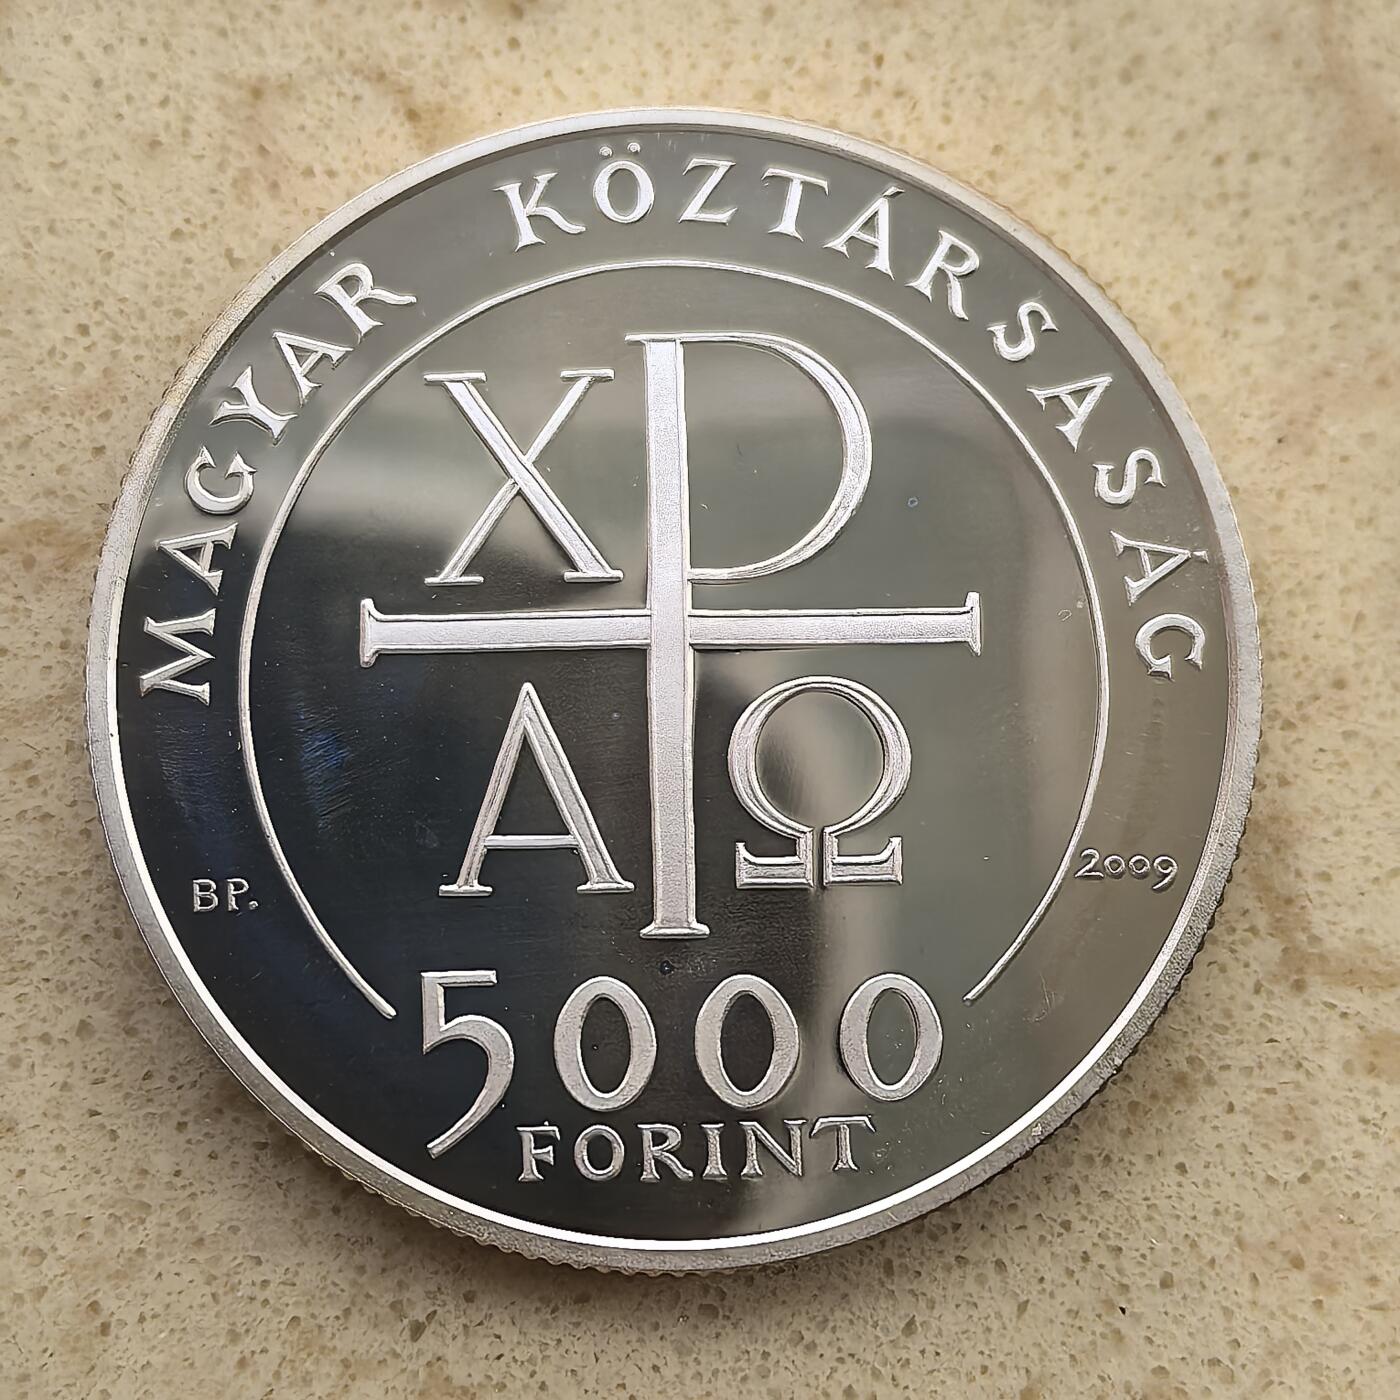 MAGYAR KÖZTÁRSASÁG
XP
AΩ
BP.
2009
5000
FORINT